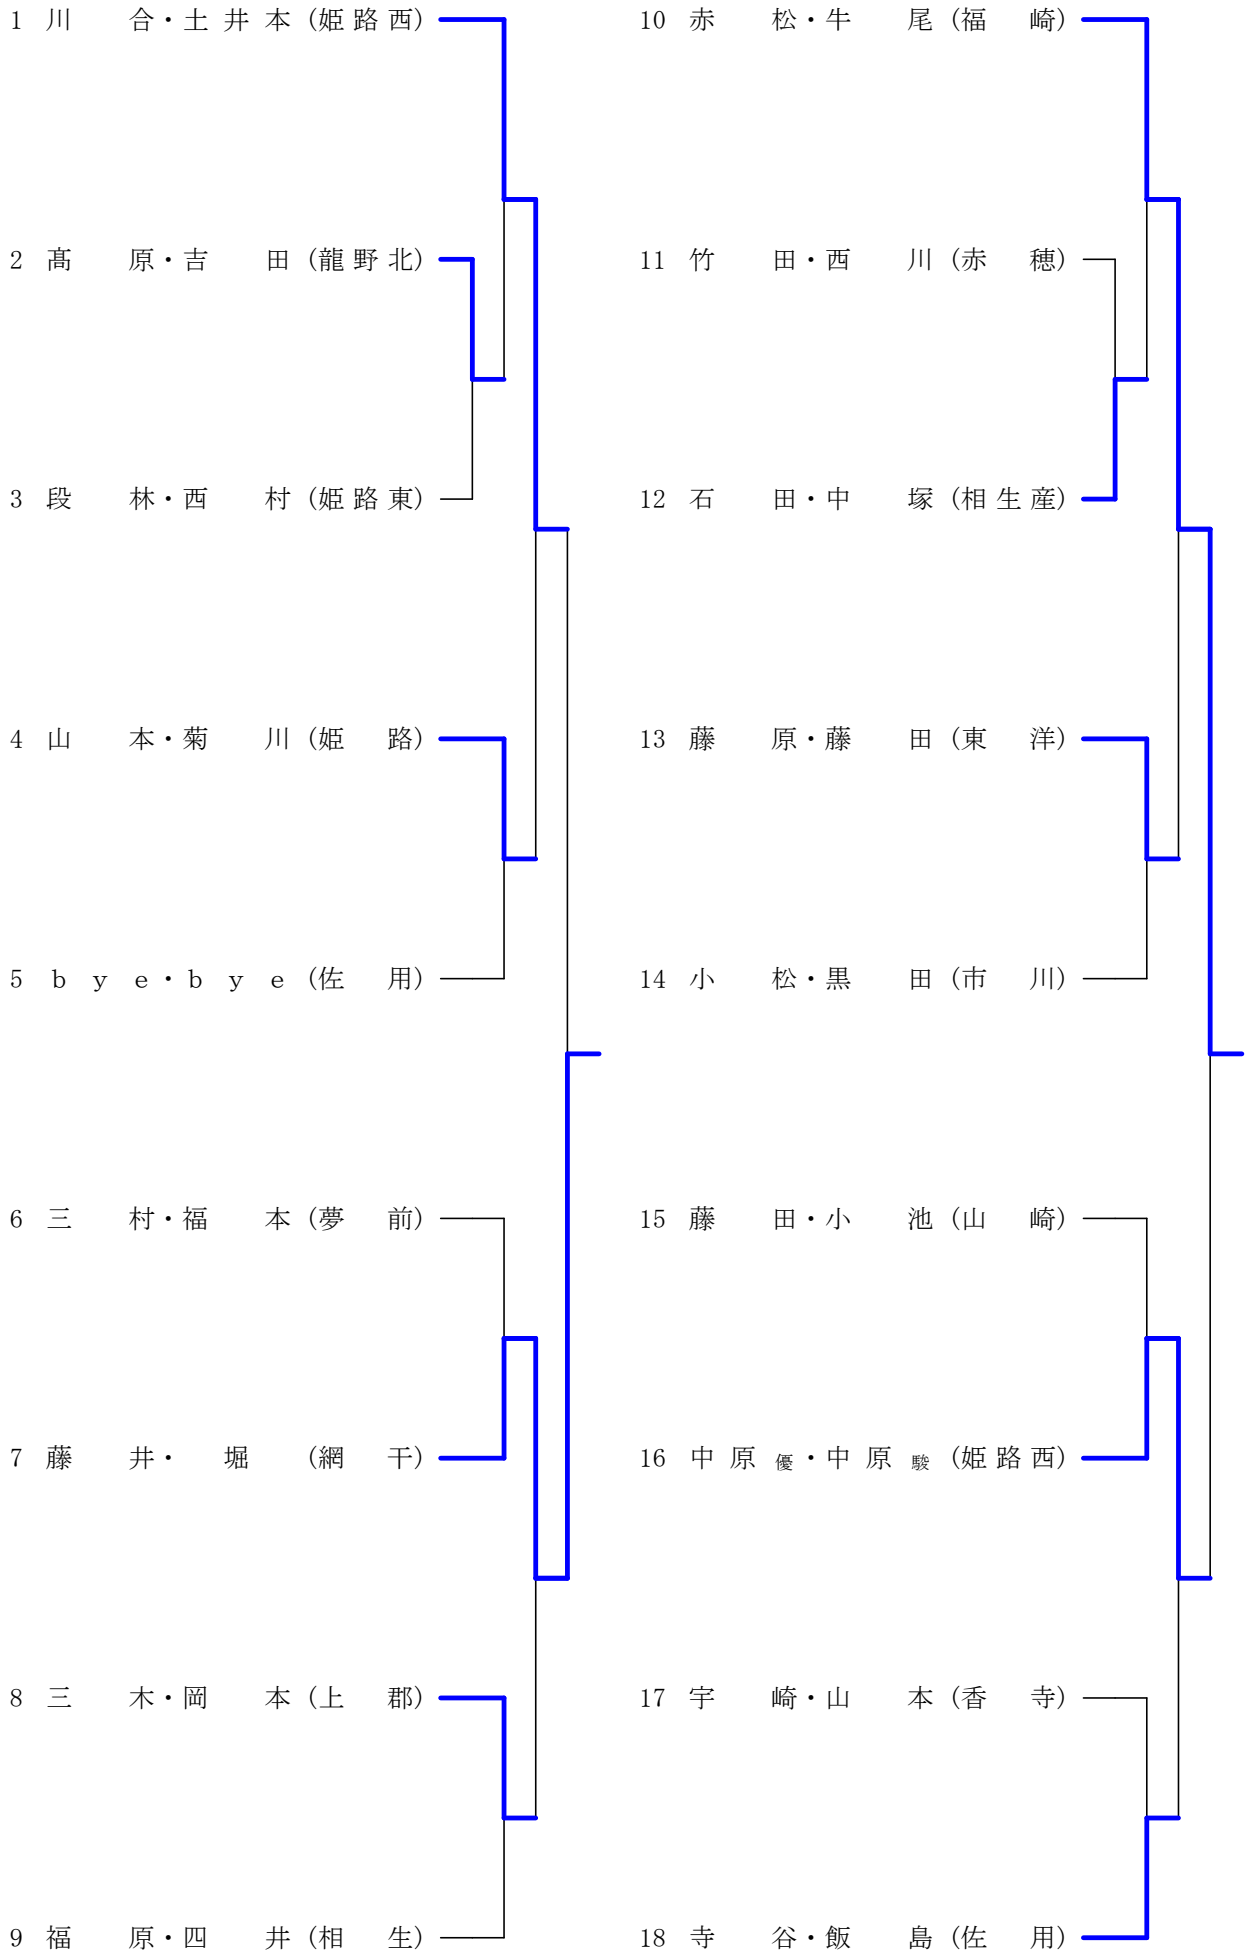 1 川 合・土井本 (姫路西)
2 髙 原・吉 田 (龍野北)
3 段 林・西 村 (姫路東)
4 山 本・菊 川 (姫 路)
5 ｂｙｅ・ｂｙｅ (佐 用)
6 三 村・福 本 (夢 前)
7 藤 井・ 堀 (網 干)
8 三 木・岡 本 (上 郡)
9 福 原・四 井 (相 生)
10 赤 松・牛 尾 (福 崎)
11 竹 田・西 川 (赤 穂)
12 石 田・中 塚 (相生産)
13 藤 原・藤 田 (東 洋)
14 小 松・黒 田 (市 川)
15 藤 田・小 池 (山 崎)
16 中原優・中原駿 (姫路西)
17 宇 崎・山 本 (香 寺)
18 寺 谷・飯 島 (佐 用)